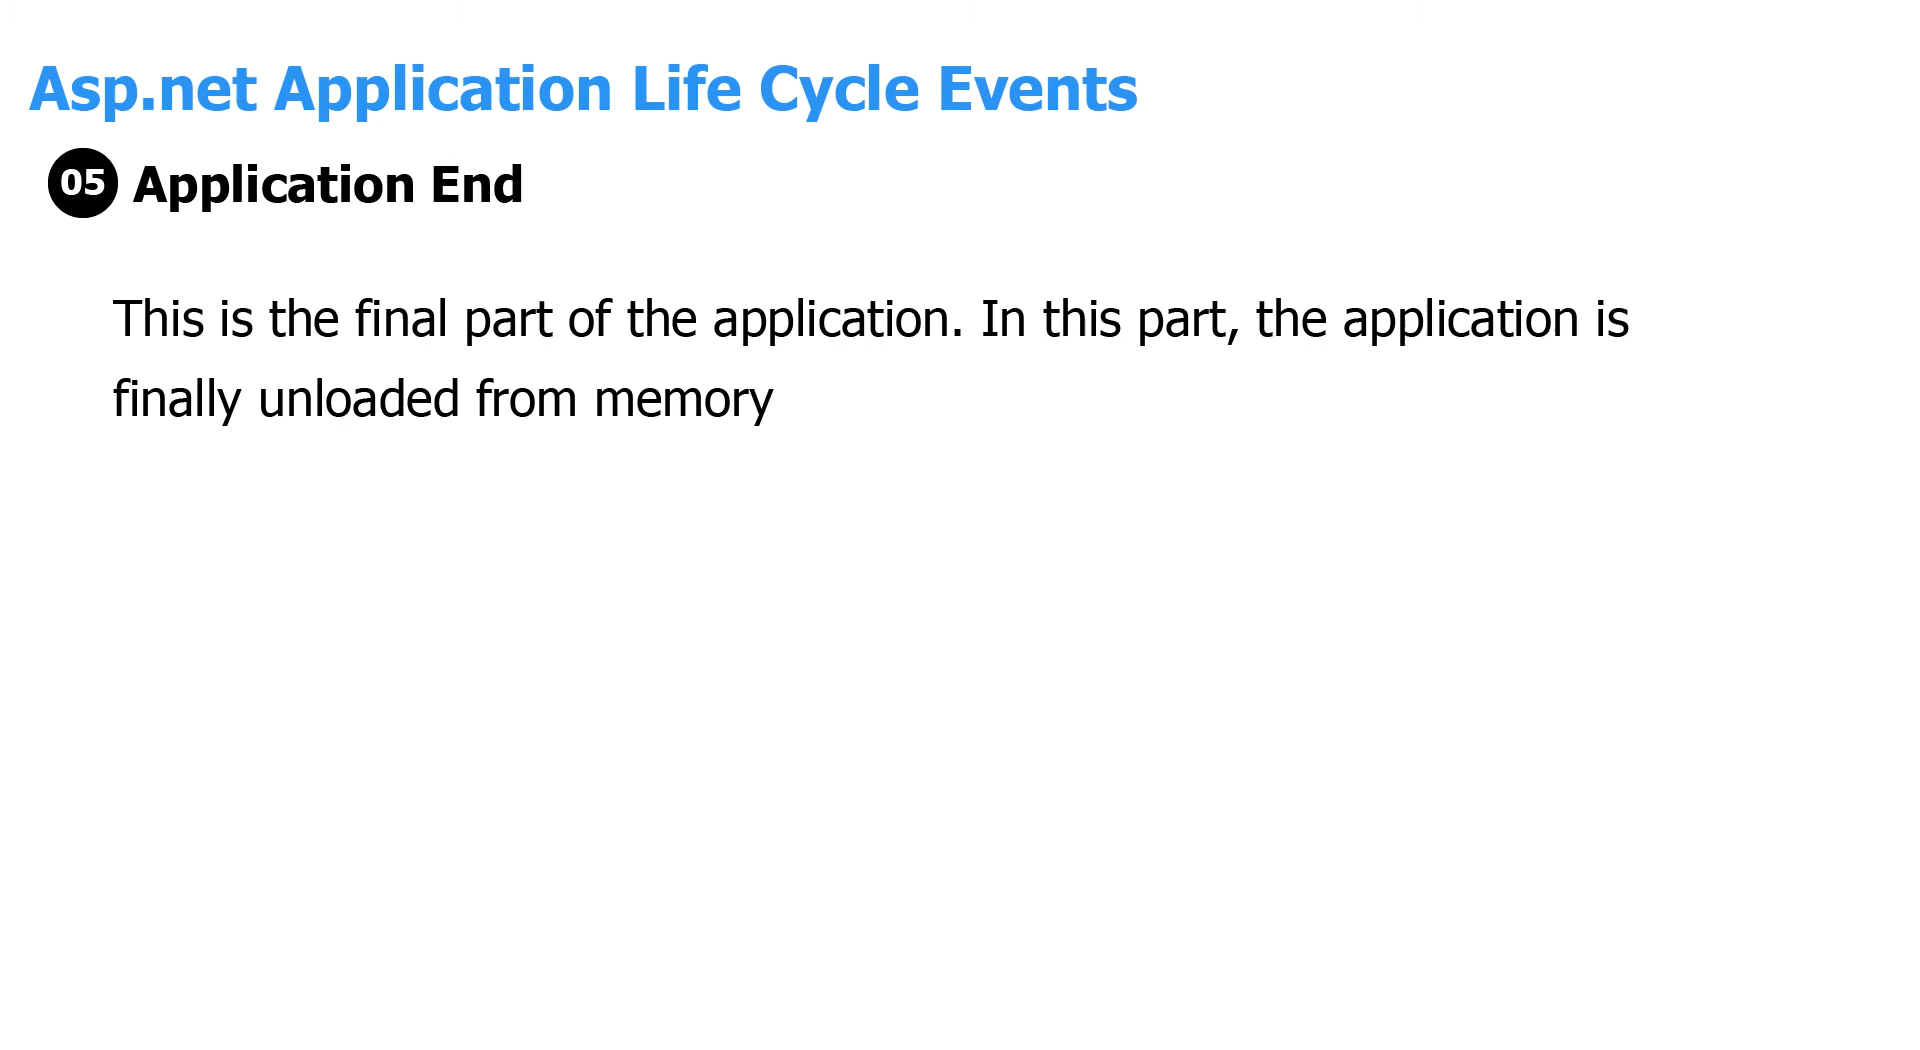 Asp.net Application Life Cycle Events
05 Application End
This is the final part of the application. In this part, the application is
finally unloaded from memory